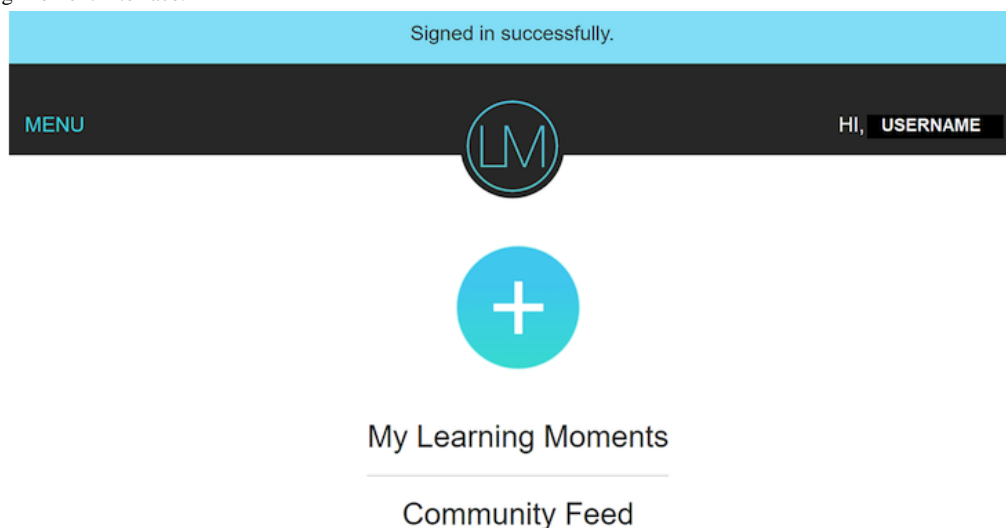 Signed in successfully.
MENU
LM
HI, USERNAME
My Learning Moments
Community Feed